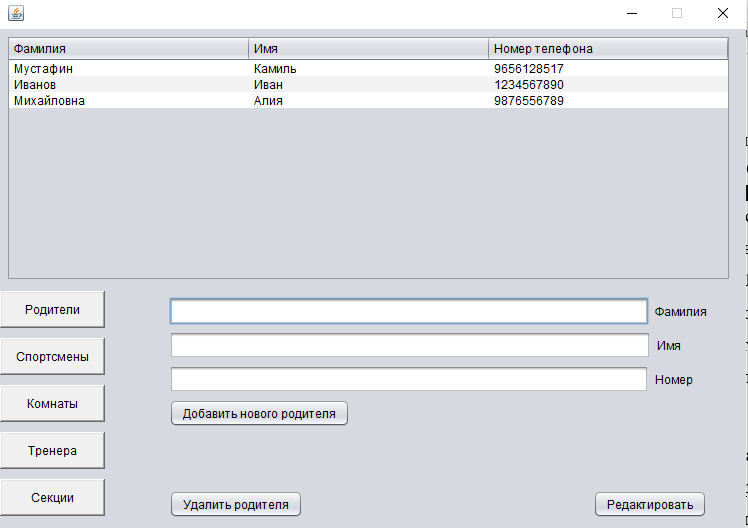 Фамилия Имя Номер телефона
Мустафин Камиль 9656128517
Иванов Иван 1234567890
Михайловна Алия 9876556789
Родители
Фамилия
Спортсмены
Имя
Комнаты
Номер
Добавить нового родителя
Тренера
Секции
Удалить родителя
Редактировать